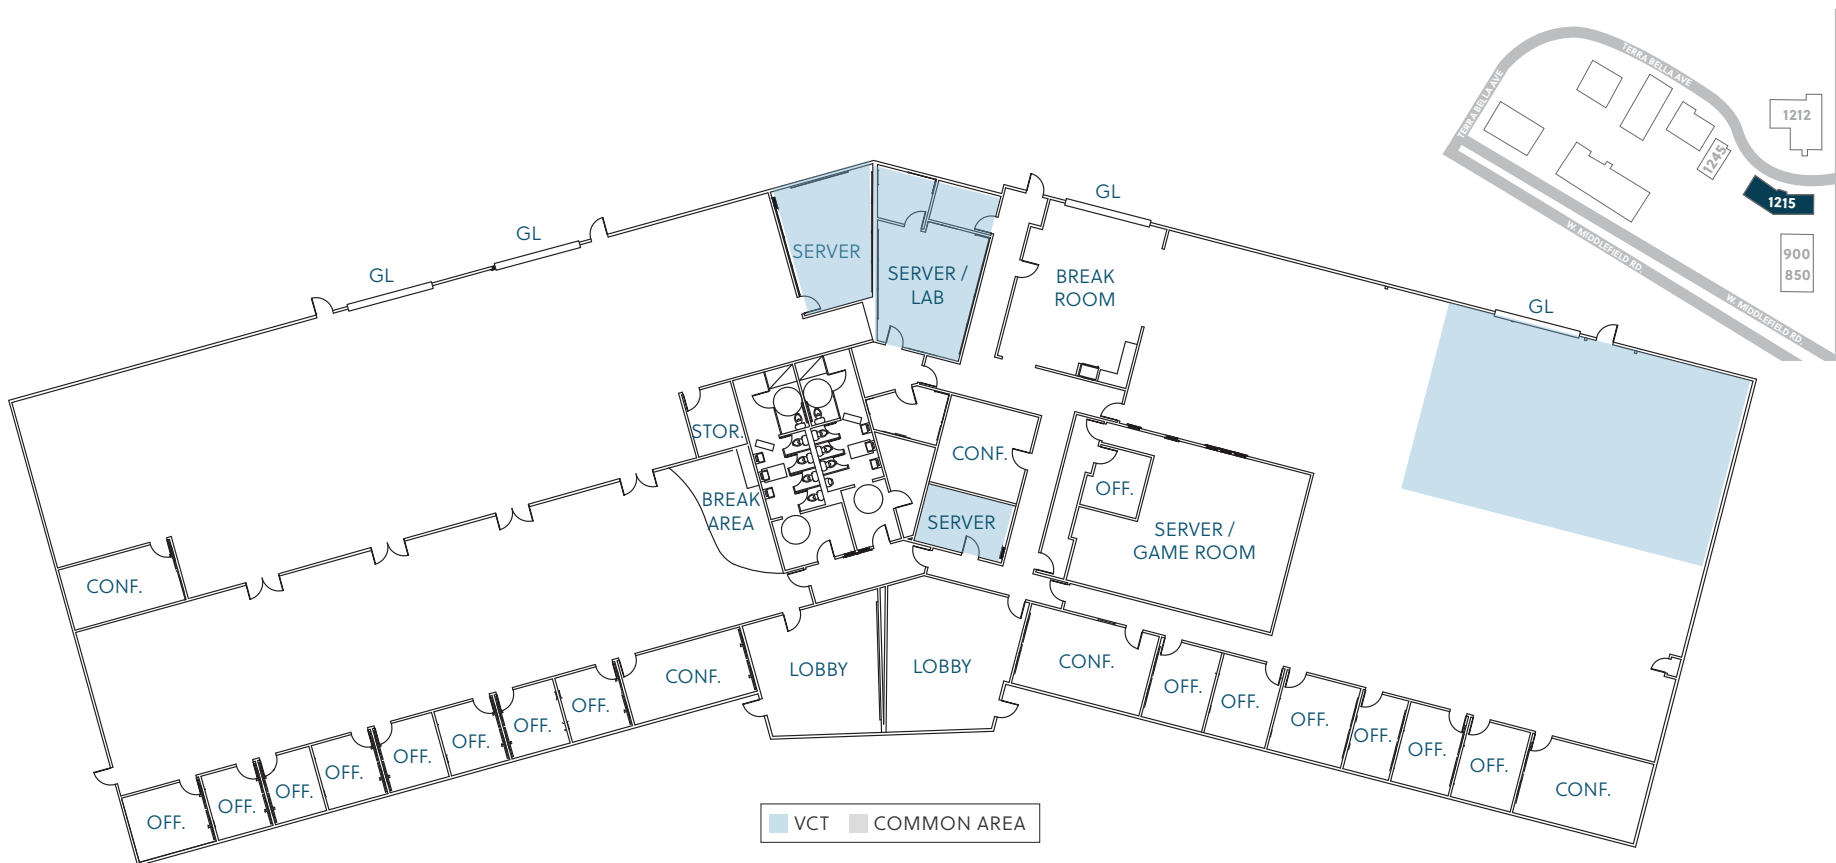 TERRA BELLA AVE
TERRA BELLA AVE
1212
1245
1215
W. MIDDLEFIELD RD.
900
850
W. MIDDLEFIELD RD.
GL
GL
GL
GL
SERVER
SERVER /
LAB
BREAK
ROOM
STOR.
BREAK
AREA
CONF.
SERVER
OFF.
SERVER /
GAME ROOM
CONF.
CONF.
LOBBY
LOBBY
CONF.
OFF.
OFF.
OFF.
OFF.
OFF.
OFF.
OFF.
OFF.
OFF.
OFF.
OFF.
OFF.
OFF.
OFF.
CONF.
VCT
COMMON AREA